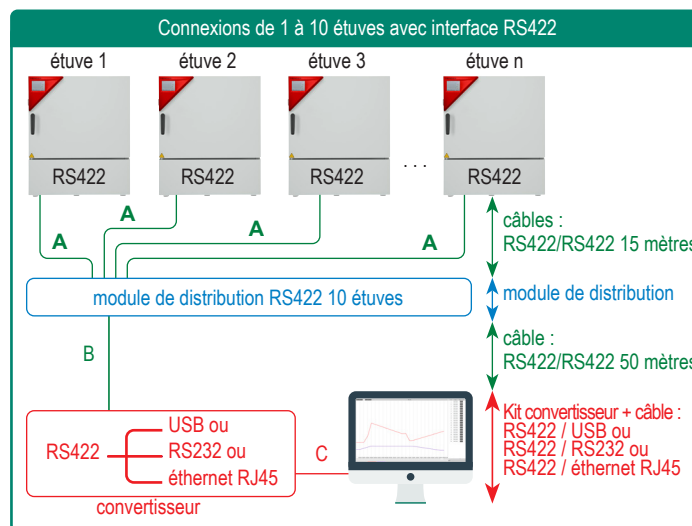 Connexions de 1 à 10 étuves avec interface RS422
étuve 1
étuve 2
étuve 3
étuve n
RS422
RS422
RS422
. . .
RS422
A
A
A
A
câbles :
RS422/RS422 15 mètres
module de distribution RS422 10 étuves
module de distribution
B
câble :
RS422/RS422 50 mètres
RS422
USB ou
RS232 ou
éthernet RJ45
convertisseur
C
Kit convertisseur + câble :
RS422 / USB ou
RS422 / RS232 ou
RS422 / éthernet RJ45